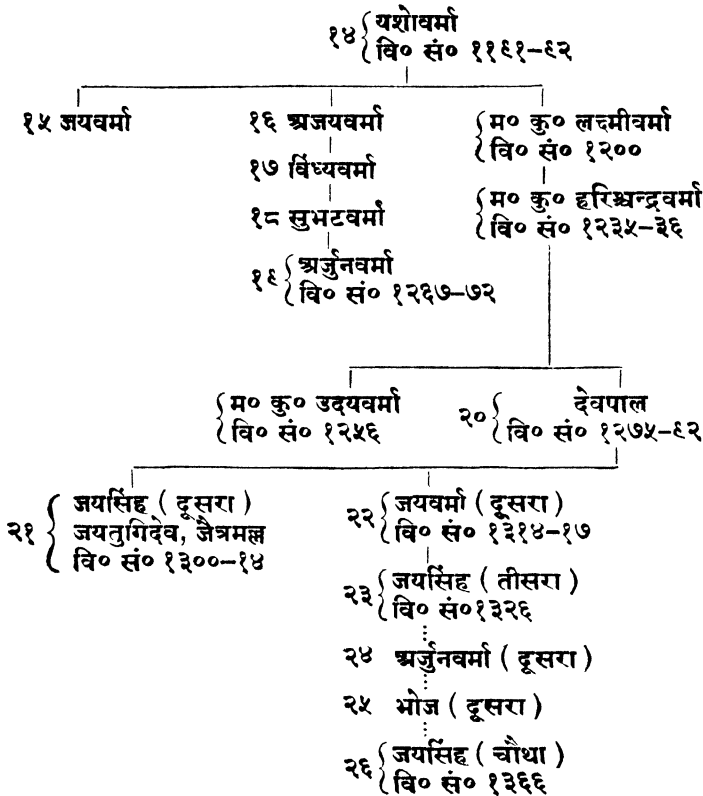 १४ यशोवर्मा
वि० सं० ११९१-९२
१५ जयवर्मा
१६ अजयवर्मा
१७ विंध्यवर्मा
१८ सुभटवर्मा
१९ अर्जुनवर्मा
वि० सं० १२६७-७२
म० कु० लक्ष्मीवर्मा
वि० सं० १२००
म० कु० हरिश्चन्द्रवर्मा
वि० सं० १२३५-३६
म० कु० उदयवर्मा
वि० सं० १२५६
२० देवपाल
वि० सं० १२७५-९२
२१ जयसिंह ( दूसरा )
जयतुगिदेव, जैत्रमल्ल
वि० सं० १३००-१४
२२ जयवर्मा ( दूसरा )
वि० सं० १३१४-१७
२३ जयसिंह ( तीसरा )
वि० सं०१३२६
२४ अर्जुनवर्मा ( दूसरा )
२५ भोज ( दूसरा )
२६ जयसिंह ( चौथा )
वि० सं० १३६६